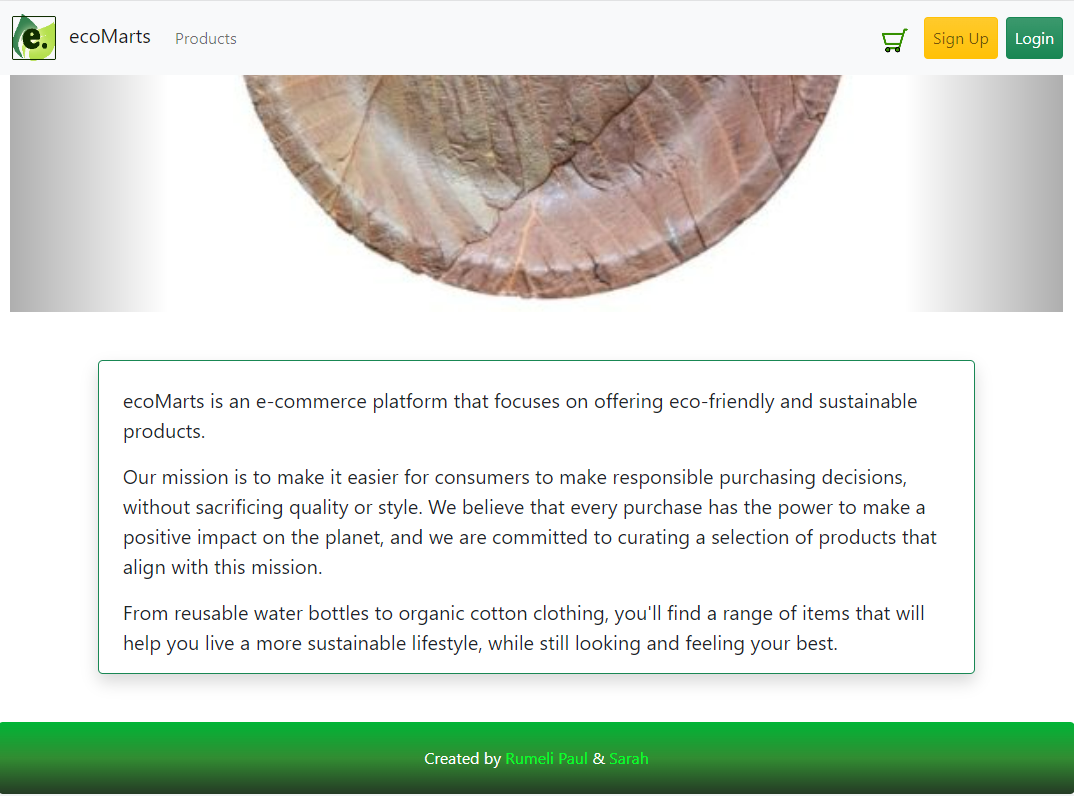 e. ecoMarts Products Sign Up Login
ecoMarts is an e-commerce platform that focuses on offering eco-friendly and sustainable
products.
Our mission is to make it easier for consumers to make responsible purchasing decisions,
without sacrificing quality or style. We believe that every purchase has the power to make a
positive impact on the planet, and we are committed to curating a selection of products that
align with this mission.
From reusable water bottles to organic cotton clothing, you'll find a range of items that will
help you live a more sustainable lifestyle, while still looking and feeling your best.
Created by Rumeli Paul & Sarah